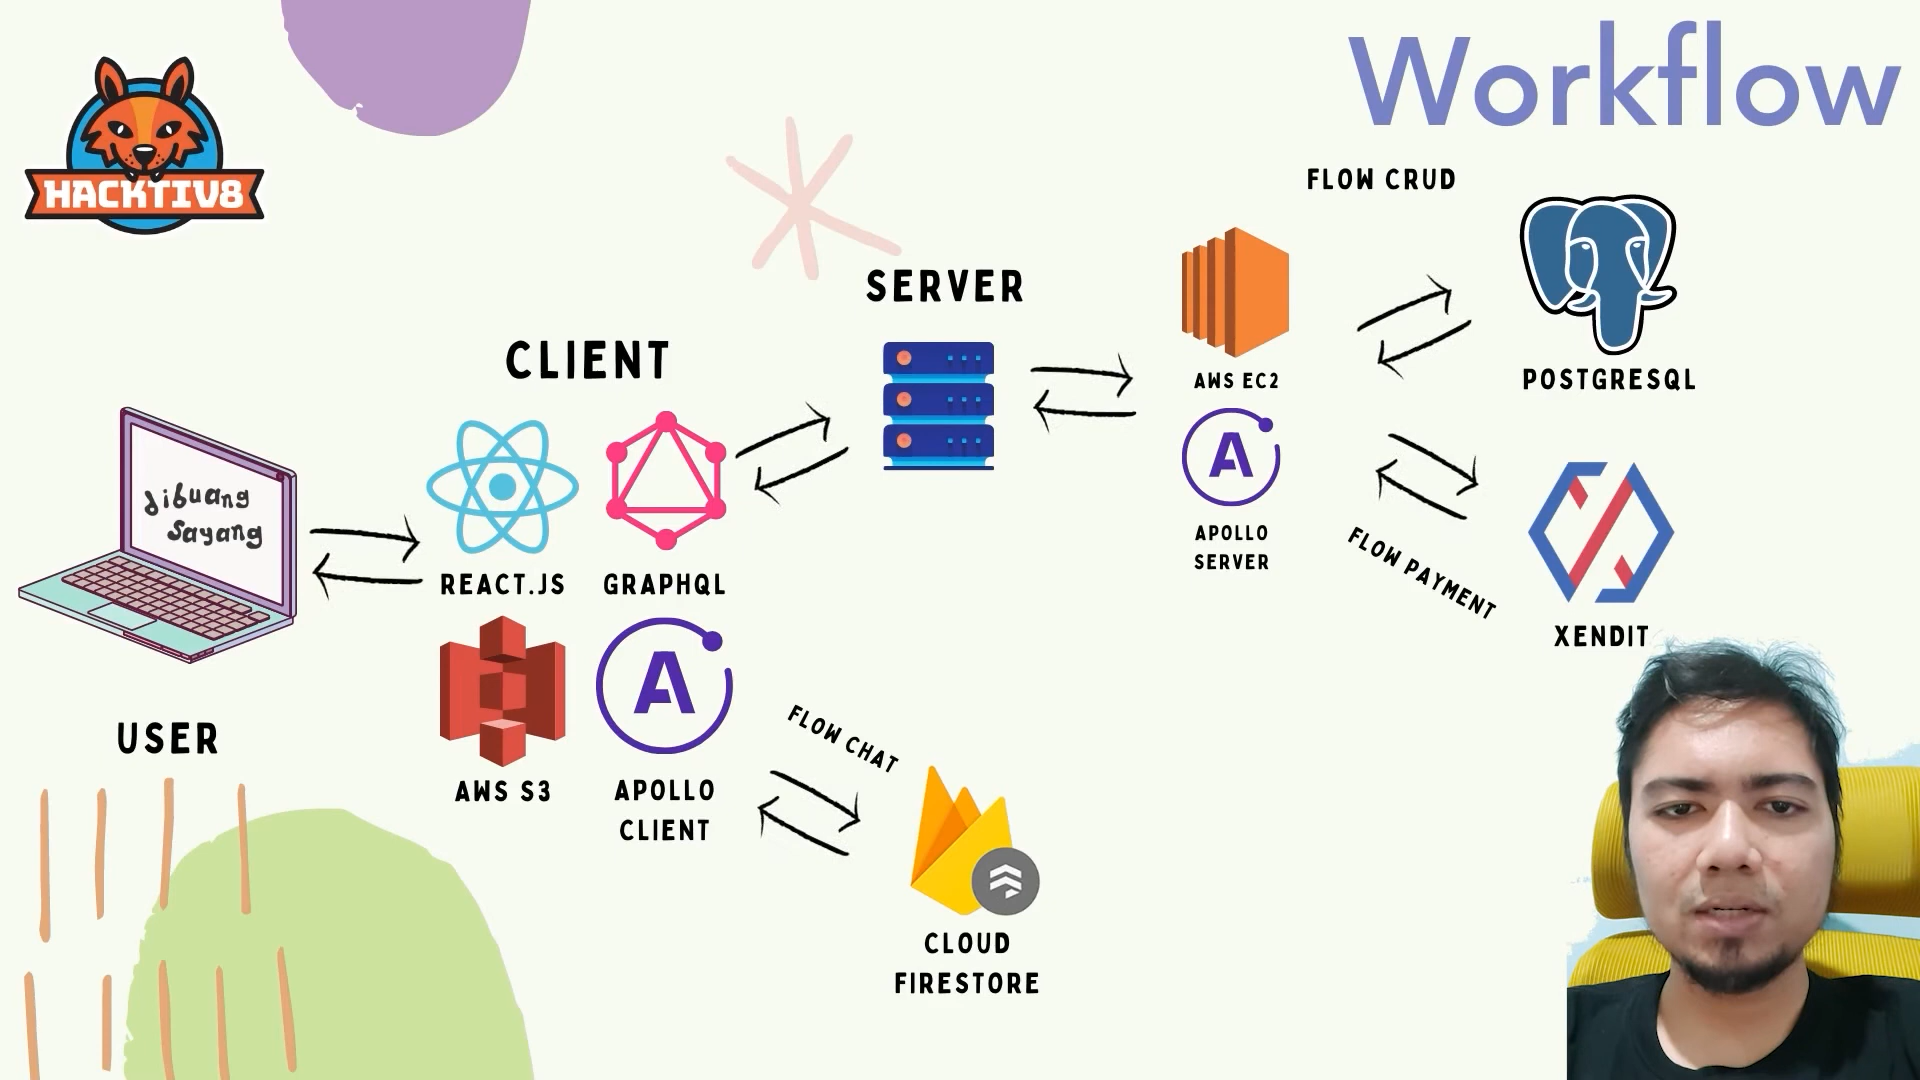 Workflow
HACKTIV8
FLOW CRUD
SERVER
CLIENT
AWS EC2
POSTGRESQL
dibuang
sayang
REACT.JS
GRAPHQL
APOLLO
SERVER
FLOW PAYMENT
XENDIT
USER
AWS S3
APOLLO
CLIENT
FLOW CHAT
CLOUD
FIRESTORE